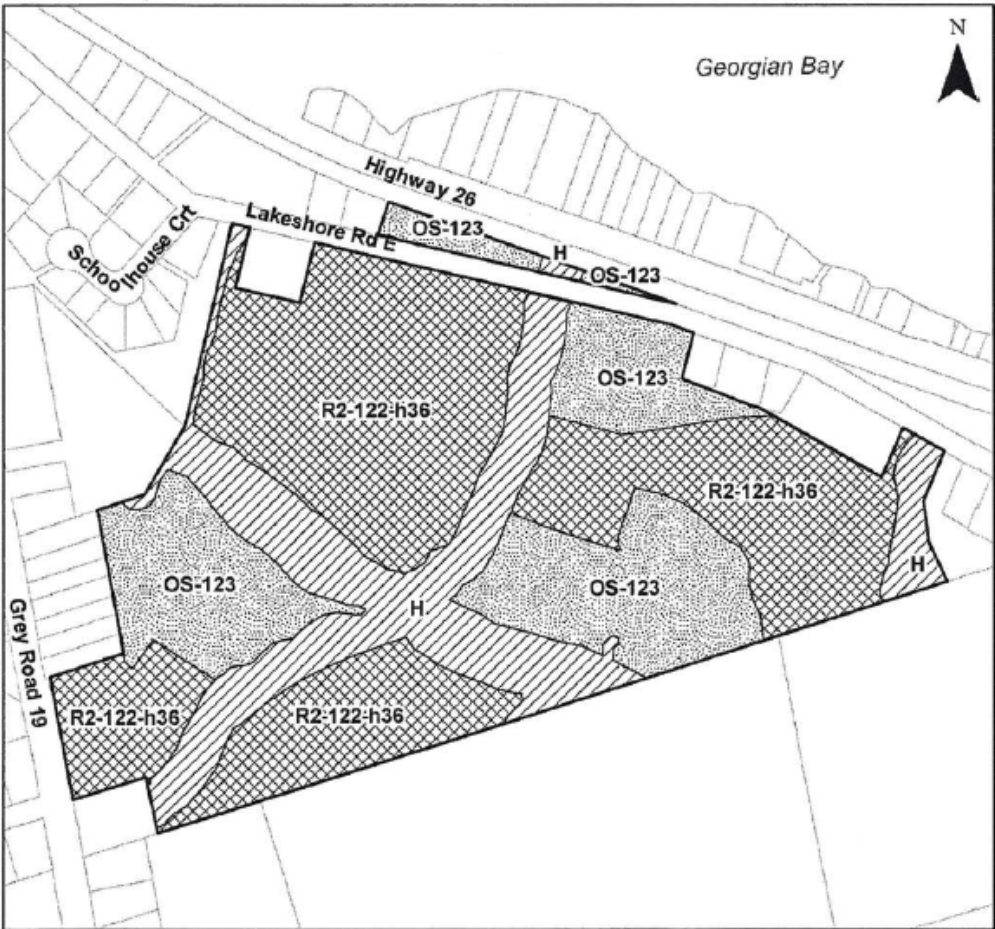 N
Georgian Bay
Highway 26
Lakeshore Rd E
OS-123
H
OS-123
Schoolhouse Crt
OS-123
R2-122-h36
R2-122-h36
H
OS-123
OS-123
H
Grey Road 19
R2-122-h36
R2-122-h36